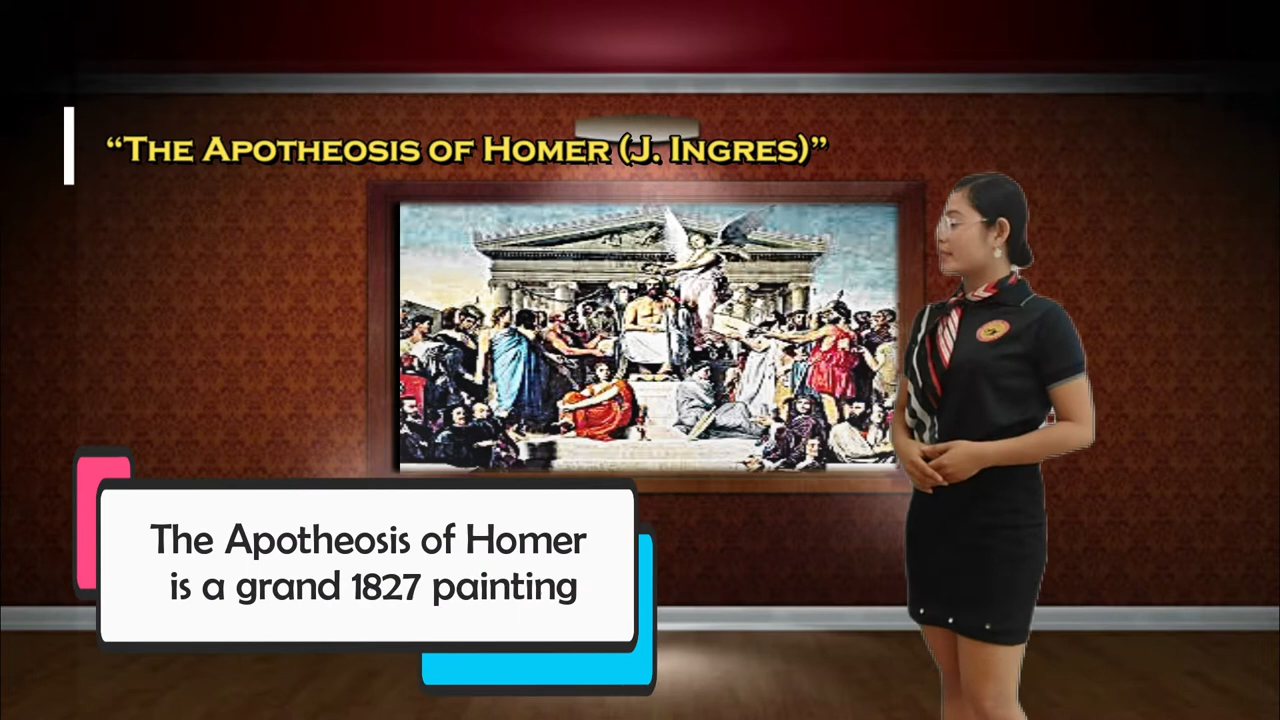 “The Apotheosis of Homer (J. Ingres)”
The Apotheosis of Homer
is a grand 1827 painting